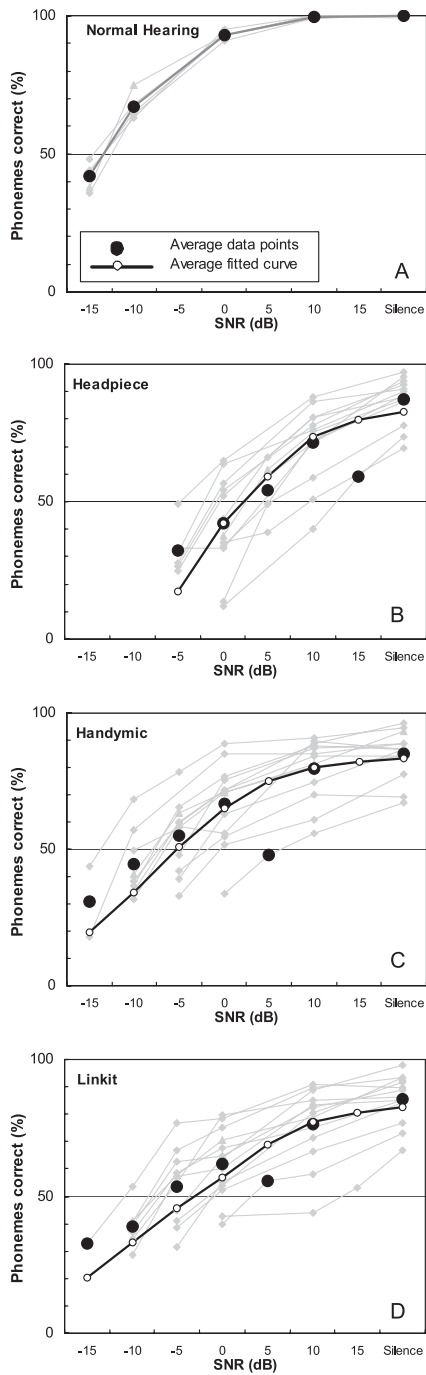 100
Normal Hearing
Phonemes correct (%)
50
Average data points
Average fitted curve
A
0
-15 -10 -5 0 5 10 15 Silence
SNR (dB)
100
Headpiece
Phonemes correct (%)
50
B
0
-15 -10 -5 0 5 10 15 Silence
SNR (dB)
100
Handymic
Phonemes correct (%)
50
C
0
-15 -10 -5 0 5 10 15 Silence
SNR (dB)
100
Linkit
Phonemes correct (%)
50
D
0
-15 -10 -5 0 5 10 15 Silence
SNR (dB)